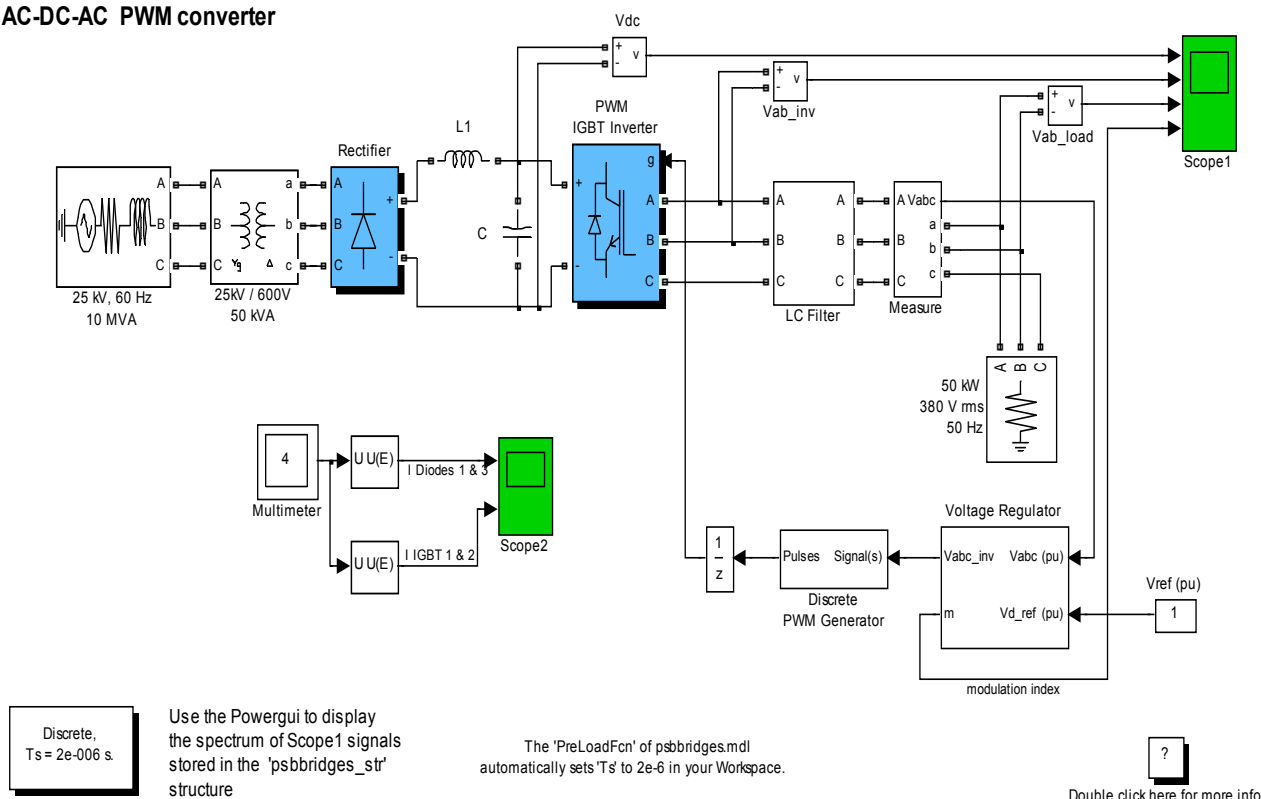 AC-DC-AC PWM converter
Vdc
+
-
v
Vab_inv
+
-
v
Vab_load
+
-
v
Scope1
PWM
IGBT Inverter
g
+
-
A
B
C
L1
C
Rectifier
A
B
C
+
-
A
B
C
25 kV, 60 Hz
10 MVA
A
B
C
a
b
c
Yg
Δ
25kV / 600V
50 kVA
A
B
C
A
B
C
LC Filter
A
B
C
Vabc
a
b
c
Measure
A
B
C
50 kW
380 V rms
50 Hz
4
Multimeter
U U(E)
I Diodes 1 & 3
U U(E)
I IGBT 1 & 2
Scope2
1
z
Pulses
Signal(s)
Discrete
PWM Generator
Voltage Regulator
Vabc_inv
Vabc (pu)
m
Vd_ref (pu)
Vref (pu)
1
modulation index
Discrete,
Ts = 2e-006 s.
Use the Powergui to display
the spectrum of Scope1 signals
stored in the 'psbbridges_str'
structure
The 'PreLoadFcn' of psbbridges.mdl
automatically sets 'Ts' to 2e-6 in your Workspace.
?
Double click here for more info